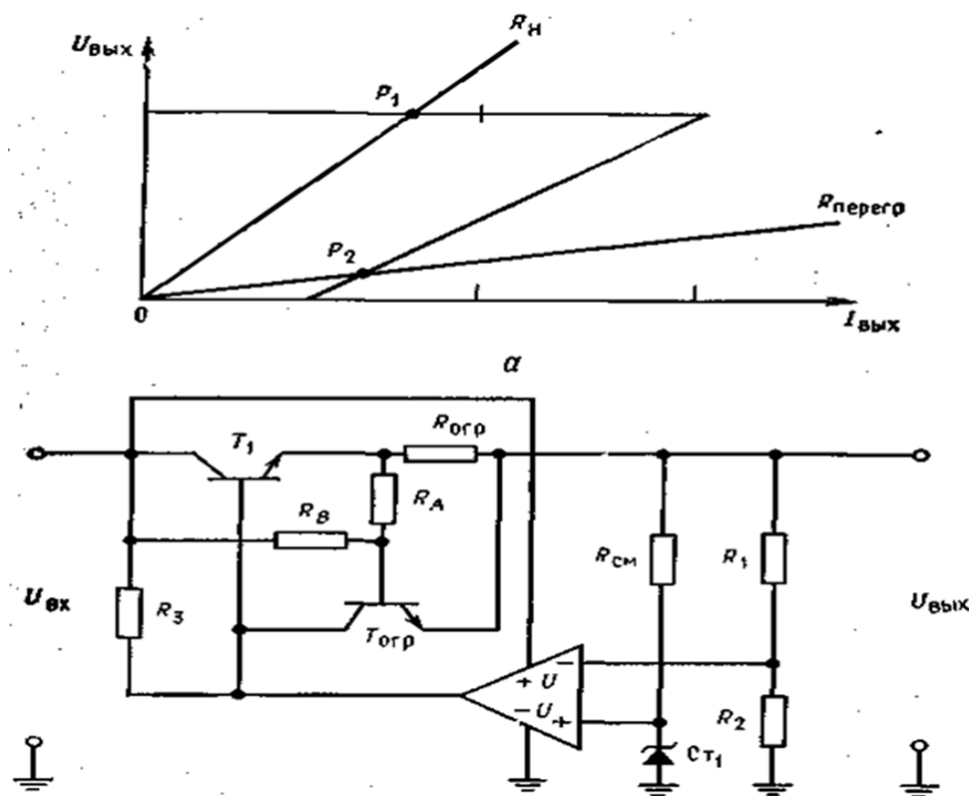 Uвых
Rн
P1
Rперегр
P2
0
Iвых
а
T1
Rогр
RA
RB
Rсм
R1
Uвх
R3
Uвых
Tогр
−
+ U
− U
+
R2
Ст1